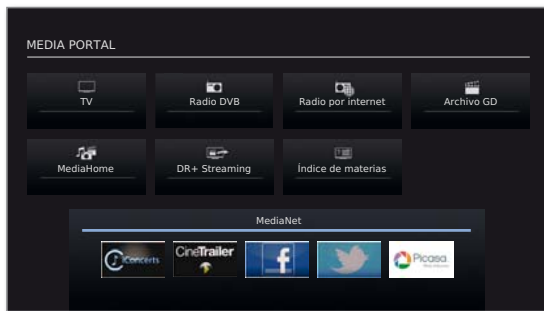 MEDIA PORTAL
TV
Radio DVB
Radio por internet
Archivo GD
MediaHome
DR+ Streaming
Índice de materias
MediaNet
iConcerts
CineTrailer
f
Picasa